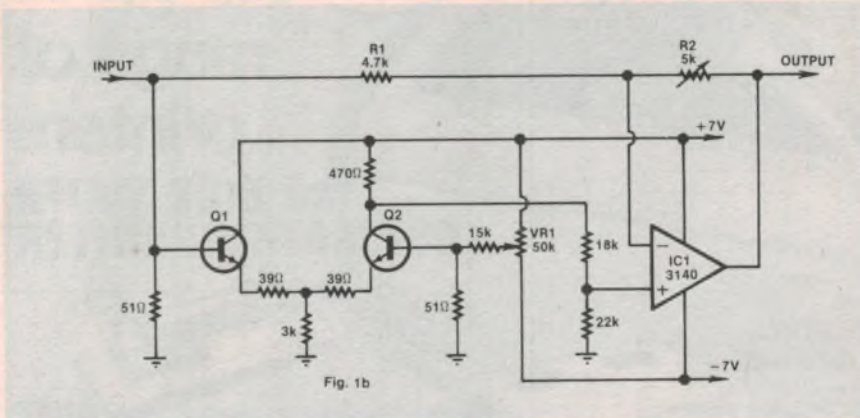 INPUT
R1
4.7k
R2
5k
OUTPUT
+7V
470Ω
Q1
Q2
15k
VR1
50k
18k
IC1
3140
−
+
39Ω
39Ω
51Ω
3k
51Ω
22k
−7V
Fig. 1b